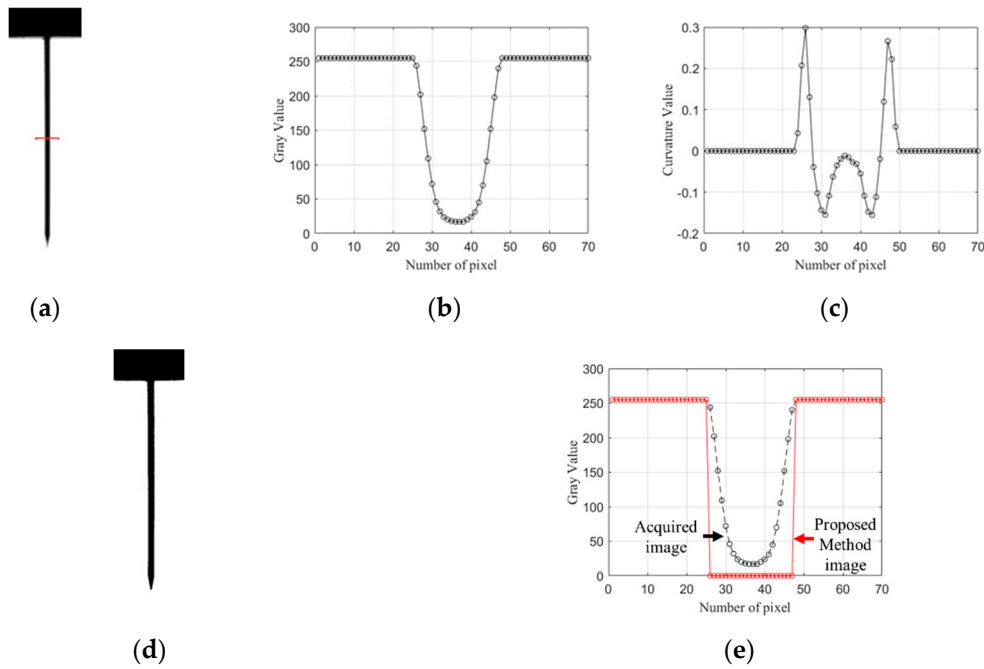 300
250
200
150
100
50
0
Gray Value
0 10 20 30 40 50 60 70
Number of pixel
0.3
0.2
0.1
0
-0.1
-0.2
Curvature Value
0 10 20 30 40 50 60 70
Number of pixel
(a)
(b)
(c)
300
250
200
150
100
50
0
Gray Value
Acquired
image
Proposed
Method
image
0 10 20 30 40 50 60 70
Number of pixel
(d)
(e)